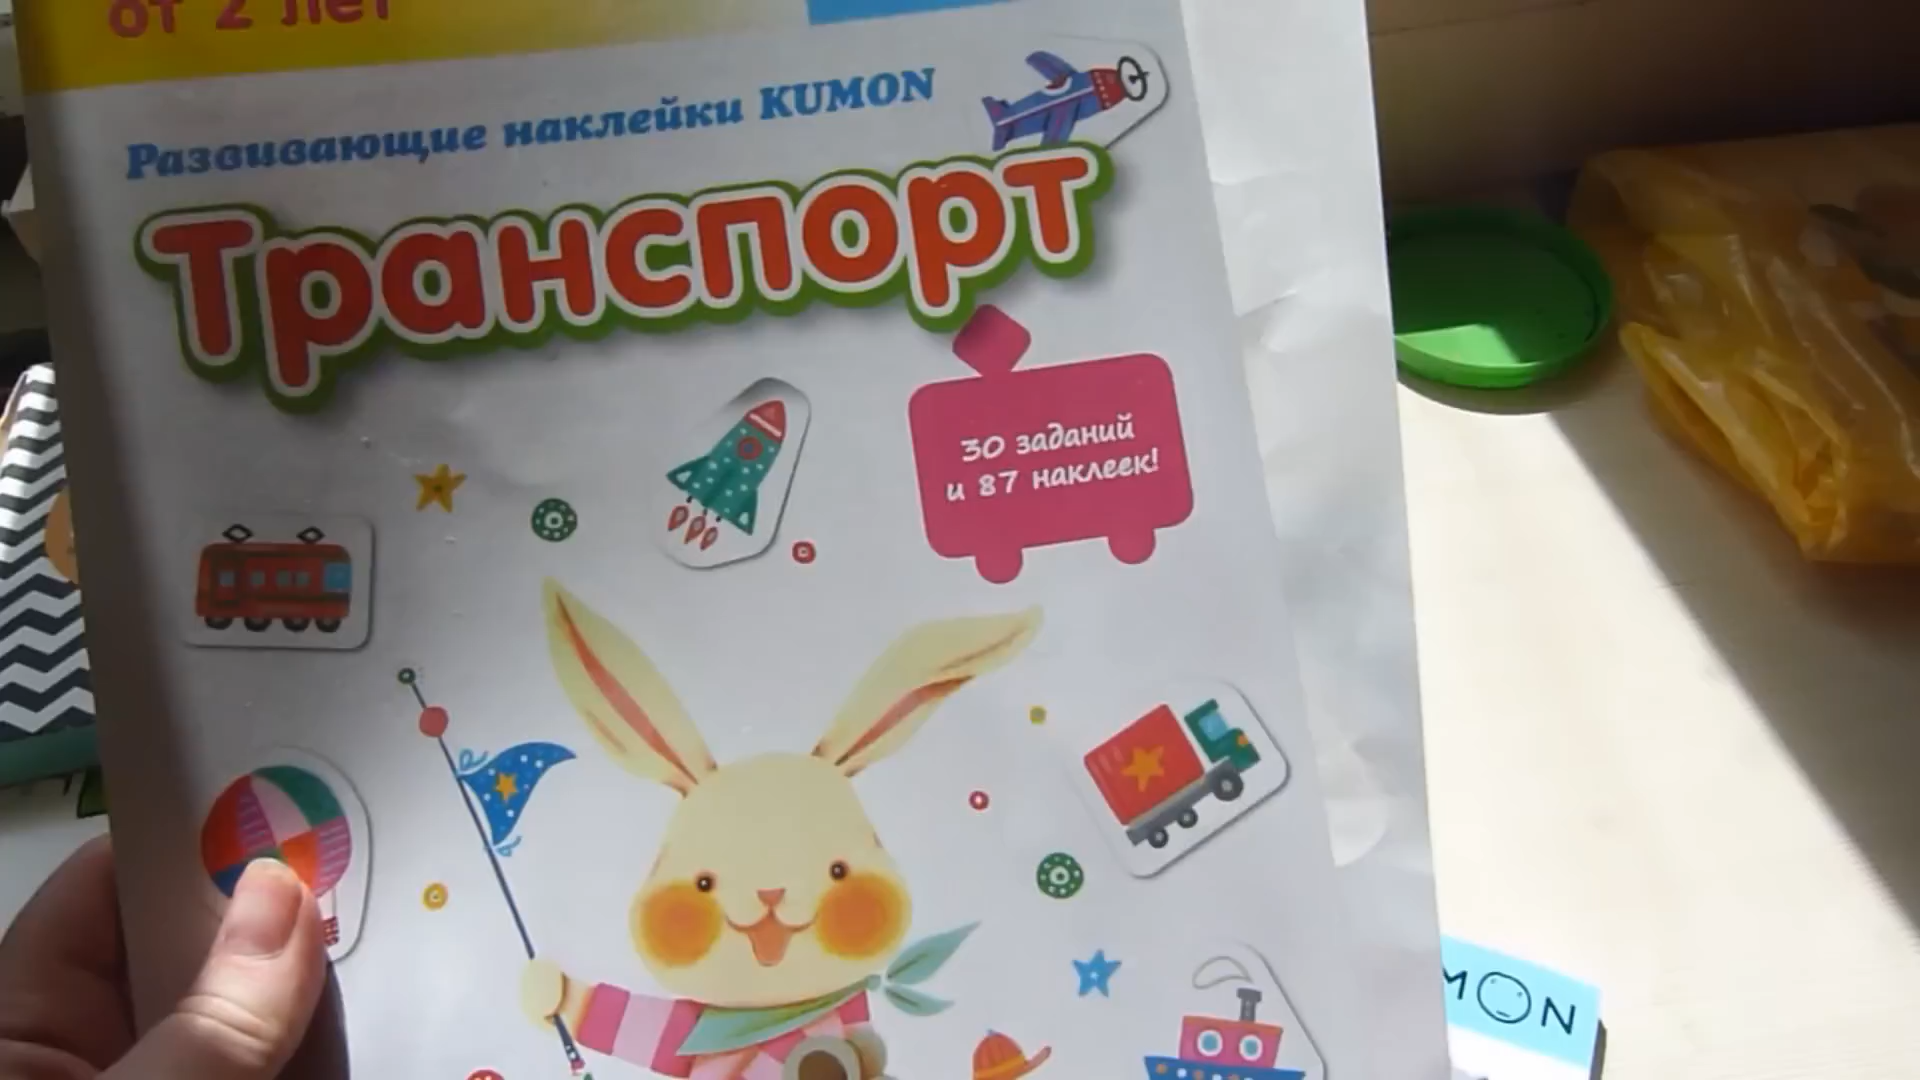 от 2 лет
Развивающие наклейки KUMON
Транспорт
30 заданий
и 87 наклеек!
MON